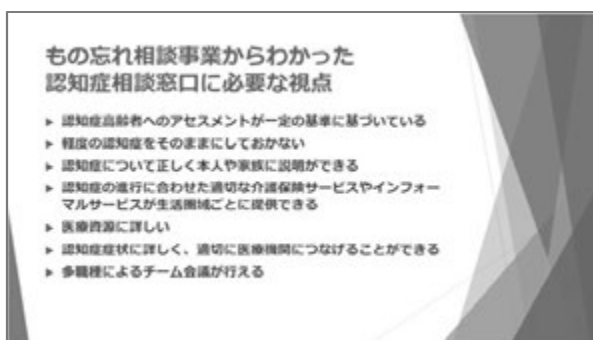 もの忘れ相談事業からわかった
認知症相談窓口に必要な視点
▶ 認知症高齢者へのアセスメントが一定の基準に基づいている
▶ 軽度の認知症をそのままにしておかない
▶ 認知症について正しく本人や家族に説明ができる
▶ 認知症の進行に合わせた適切な介護保険サービスやインフォー
マルサービスが生活圏域ごとに提供できる
▶ 医療資源に詳しい
▶ 認知症症状に詳しく、適切に医療機関につなげることができる
▶ 多職種によるチーム会議が行える